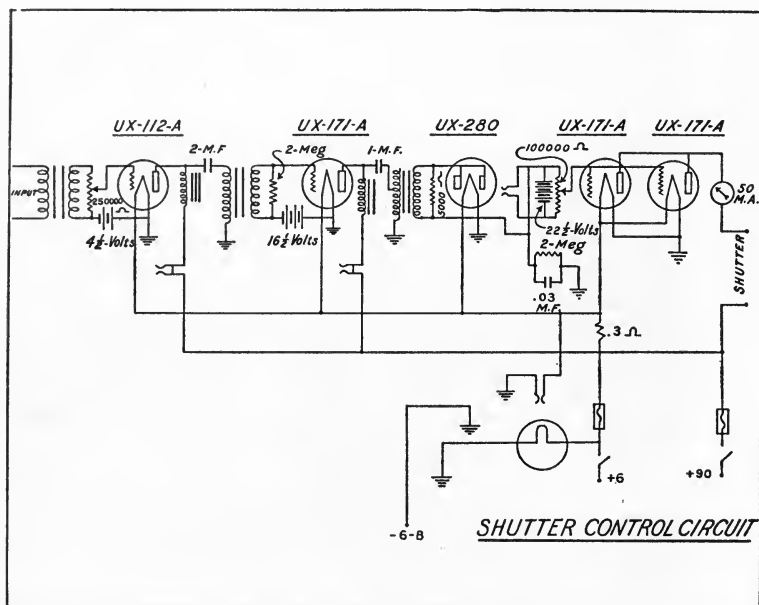 UX-112-A
UX-171-A
UX-280
UX-171-A
UX-171-A
2-M.F
2-Meg
1-M.F.
100000 Ω
INPUT
250000 Ω
5000
50 M.A.
4½-Volts
16½ Volts
22½-Volts
2-Meg
.03 M.F.
SHUTTER
.3 Ω
+6
+90
-6-B
SHUTTER CONTROL CIRCUIT